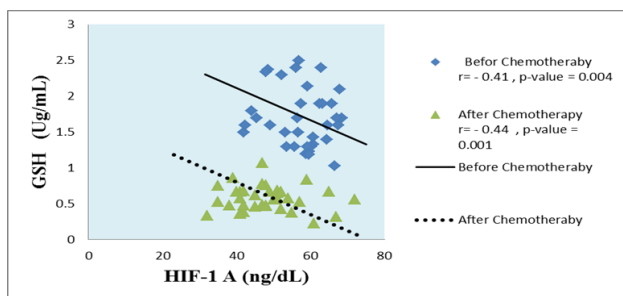 3
2.5
2
1.5
1
0.5
0
GSH (Ug/mL)
0 20 40 60 80
HIF-1 A (ng/dL)
Befor Chemotheraby
r= - 0.41 , p-value = 0.004
After Chemotherapy
r= - 0.44 , p-value =
0.001
Before Chemotheraby
After Chemotheraby